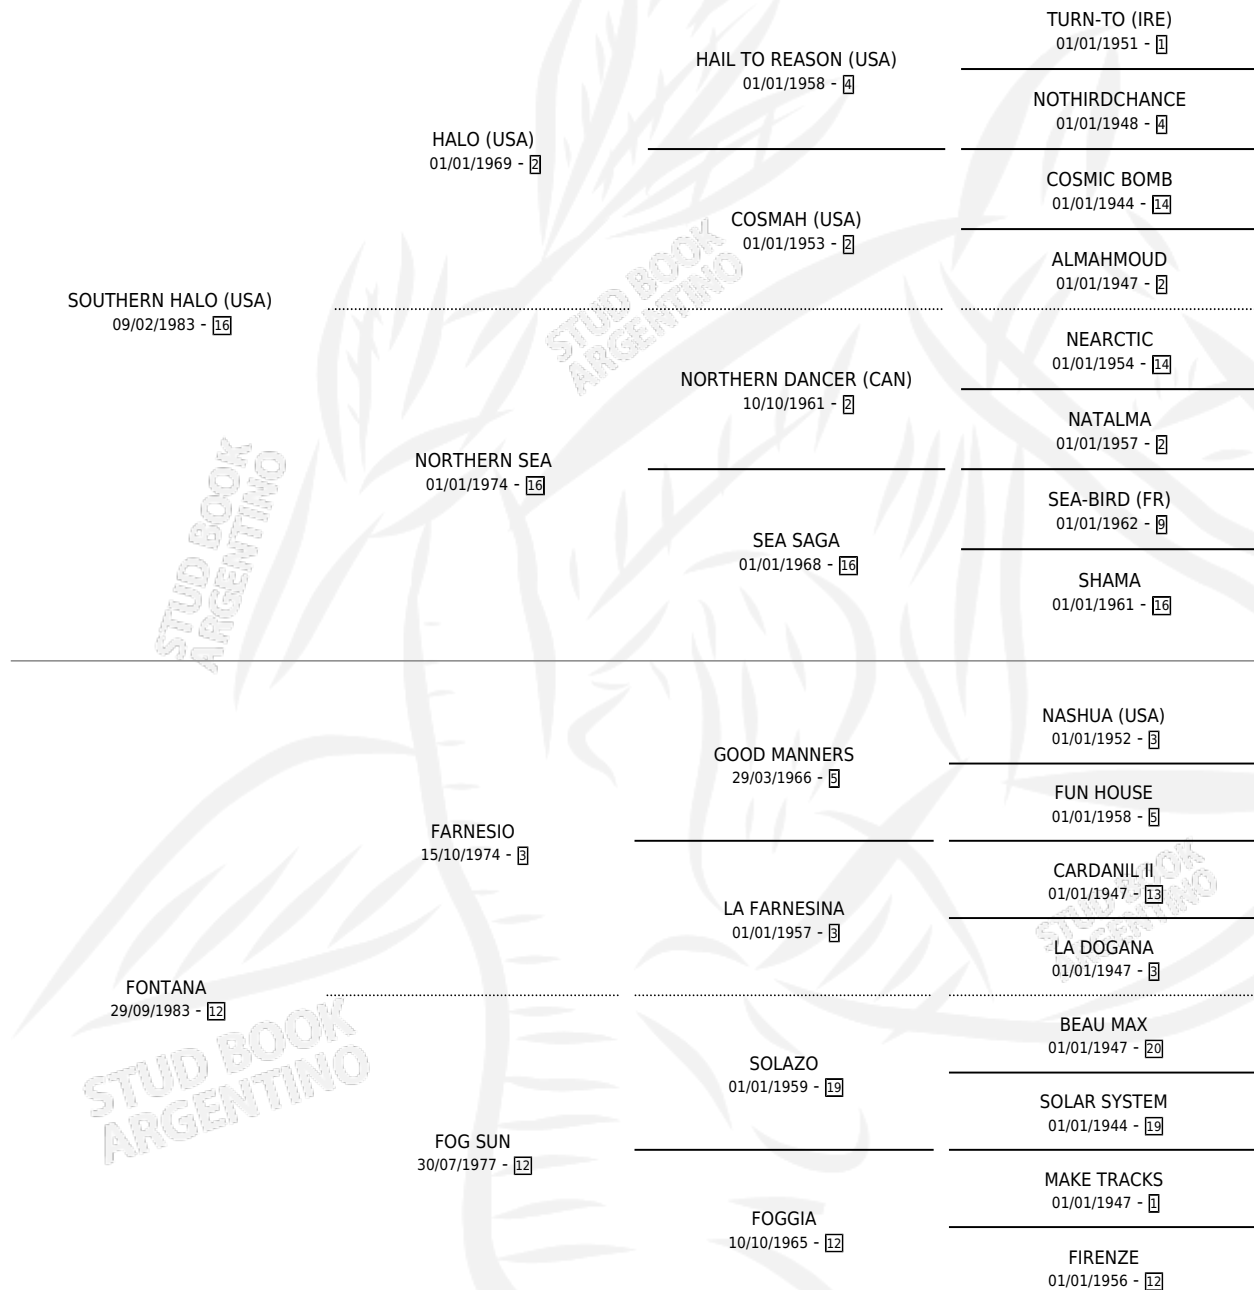 TURN-TO (IRE)
01/01/1951 - 1
HAIL TO REASON (USA)
01/01/1958 - 4
NOTHIRDCHANCE
01/01/1948 - 4
HALO (USA)
01/01/1969 - 2
COSMIC BOMB
01/01/1944 - 14
COSMAH (USA)
01/01/1953 - 2
ALMAHMOUD
01/01/1947 - 2
SOUTHERN HALO (USA)
09/02/1983 - 16
NEARCTIC
01/01/1954 - 14
NORTHERN DANCER (CAN)
10/10/1961 - 2
NATALMA
01/01/1957 - 2
NORTHERN SEA
01/01/1974 - 16
SEA-BIRD (FR)
01/01/1962 - 9
SEA SAGA
01/01/1968 - 16
SHAMA
01/01/1961 - 16
NASHUA (USA)
01/01/1952 - 3
GOOD MANNERS
29/03/1966 - 5
FUN HOUSE
01/01/1958 - 5
FARNESIO
15/10/1974 - 3
CARDANIL II
01/01/1947 - 13
LA FARNESINA
01/01/1957 - 3
LA DOGANA
01/01/1947 - 3
FONTANA
29/09/1983 - 12
BEAU MAX
01/01/1947 - 20
SOLAZO
01/01/1959 - 19
SOLAR SYSTEM
01/01/1944 - 19
FOG SUN
30/07/1977 - 12
MAKE TRACKS
01/01/1947 - 1
FOGGIA
10/10/1965 - 12
FIRENZE
01/01/1956 - 12
STUD BOOK
ARGENTINO
STUD BOOK
ARGENTINO
STUD BOOK
ARGENTINO
STUD BOOK
ARGENTINO